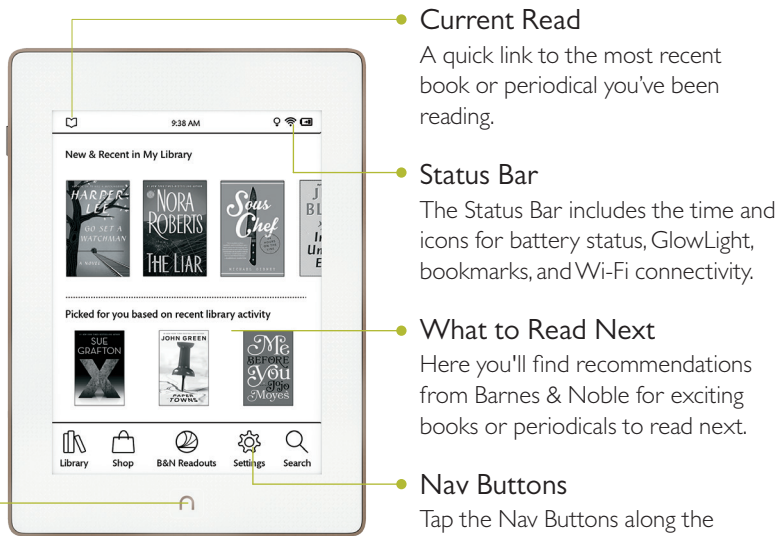 Current Read
A quick link to the most recent
book or periodical you’ve been
reading.
Status Bar
The Status Bar includes the time and
icons for battery status, GlowLight,
bookmarks, and Wi-Fi connectivity.
What to Read Next
Here you'll find recommendations
from Barnes & Noble for exciting
books or periodicals to read next.
Nav Buttons
Tap the Nav Buttons along the
9:38 AM
New & Recent in My Library
HARPER
LEE
GO SET A
WATCHMAN
A NOVEL
NORA
ROBERTS
THE LIAR
Sous
Chef
MICHAEL GIBNEY
J
BL
In
Un
E
Picked for you based on recent library activity
SUE
GRAFTON
X
JOHN GREEN
PAPER
TOWNS
Me
BEFORE
You
JoJo
Moyes
Library Shop B&N Readouts Settings Search
n